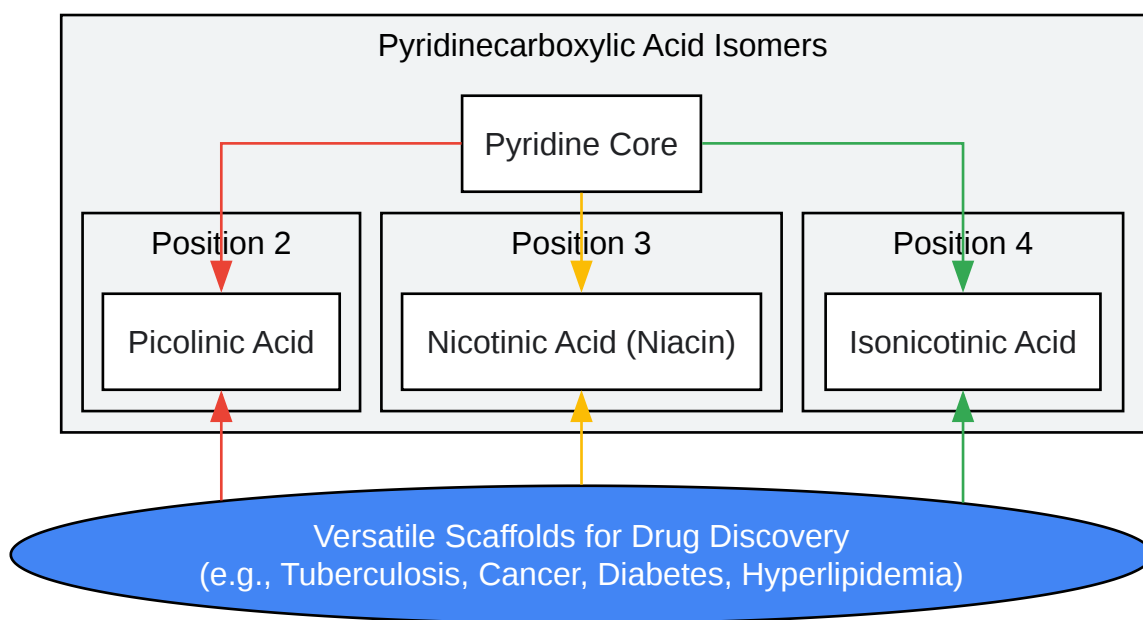 Pyridinecarboxylic Acid Isomers
Pyridine Core
Position 2
Position 3
Position 4
Picolinic Acid
Nicotinic Acid (Niacin)
Isonicotinic Acid
Versatile Scaffolds for Drug Discovery
(e.g., Tuberculosis, Cancer, Diabetes, Hyperlipidemia)